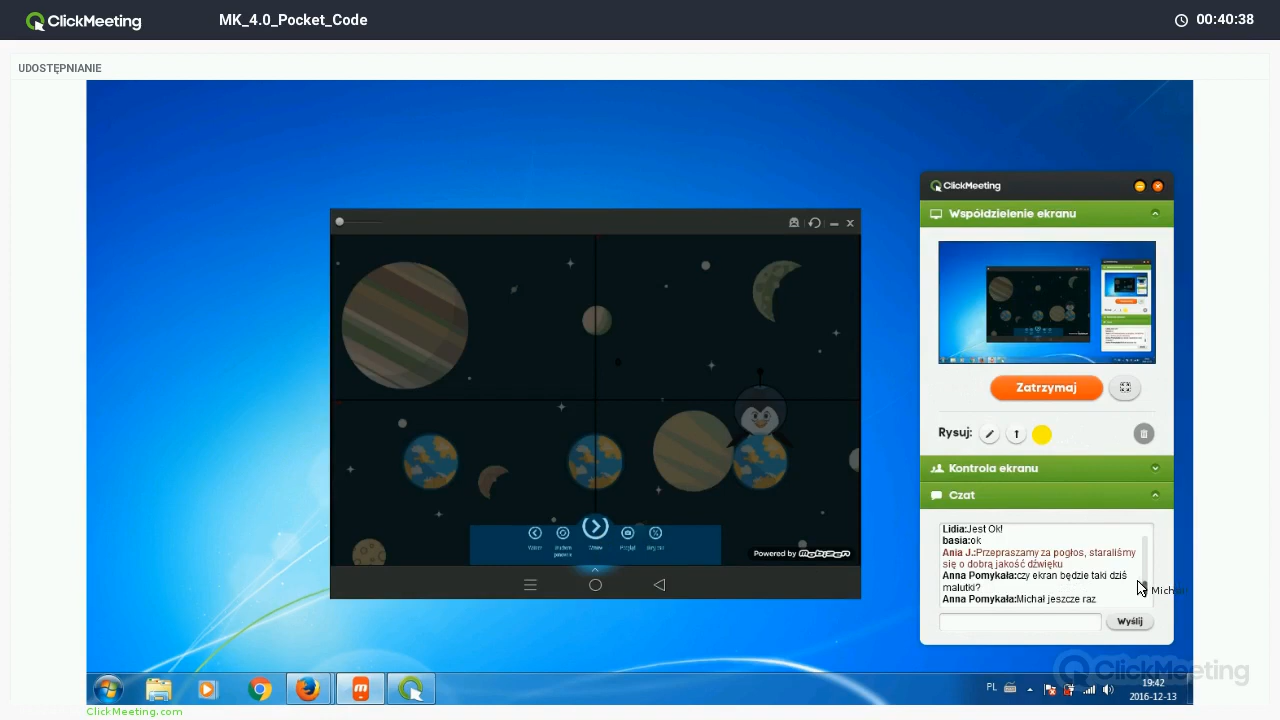 ClickMeeting
MK_4.0_Pocket_Code
00:40:38
UDOSTĘPNIANIE
ClickMeeting
Współdzielenie ekranu
Zatrzymaj
Rysuj:
Kontrola ekranu
Czat
Lidia:Jest Ok!
basia:ok
Ania J.:Przepraszamy za pogłos, staraliśmy
się o dobrą jakość dźwięku
Anna Pomykała:czy ekran będzie taki dziś
malutki?
Anna Pomykała:Michał jeszcze raz
Wyślij
Powered by Mobizen
ClickMeeting
PL
19:42
2016-12-13
ClickMeeting.com